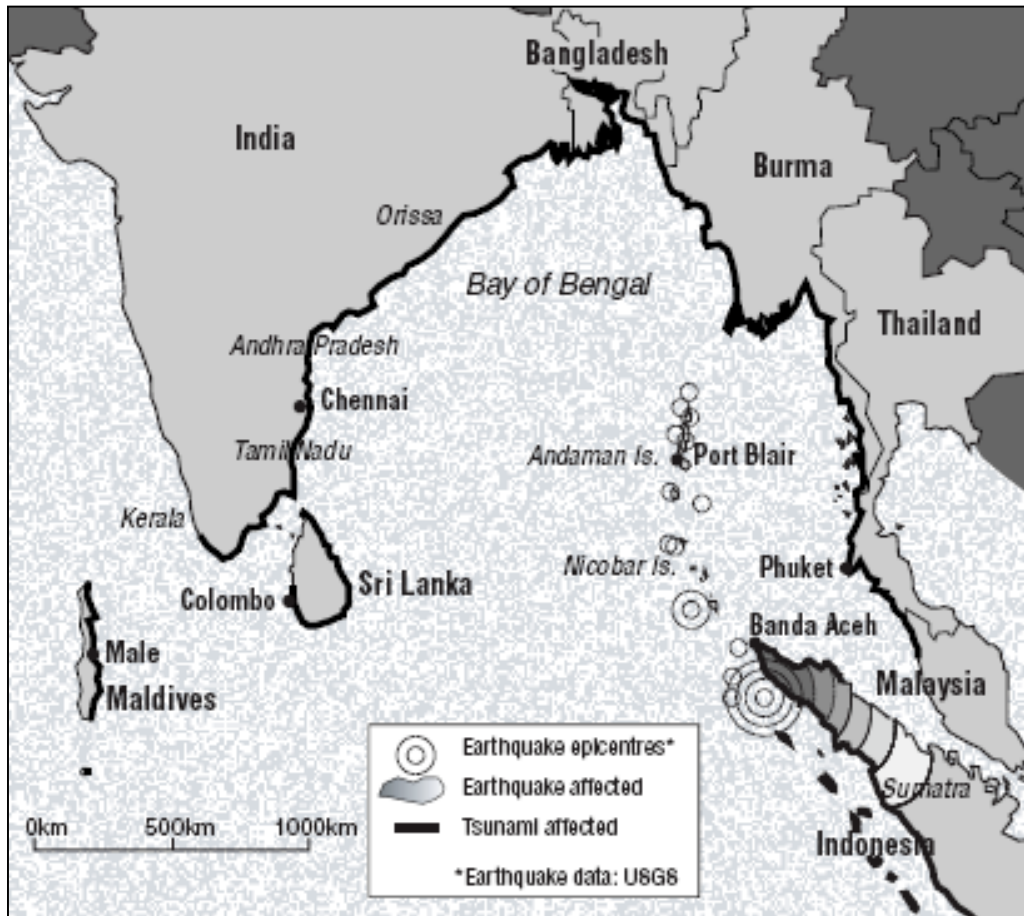 Bangladesh
India
Burma
Orissa
Bay of Bengal
Thailand
Andhra Pradesh
Chennai
Tamil Nadu
Andaman Is.
Port Blair
Kerala
Nicobar Is.
Phuket
Sri Lanka
Colombo
Banda Aceh
Male
Malaysia
Maldives
Earthquake epicentres*
Earthquake affected
Sumatra
0km 500km 1000km
Tsunami affected
Indonesia
*Earthquake data: USGS